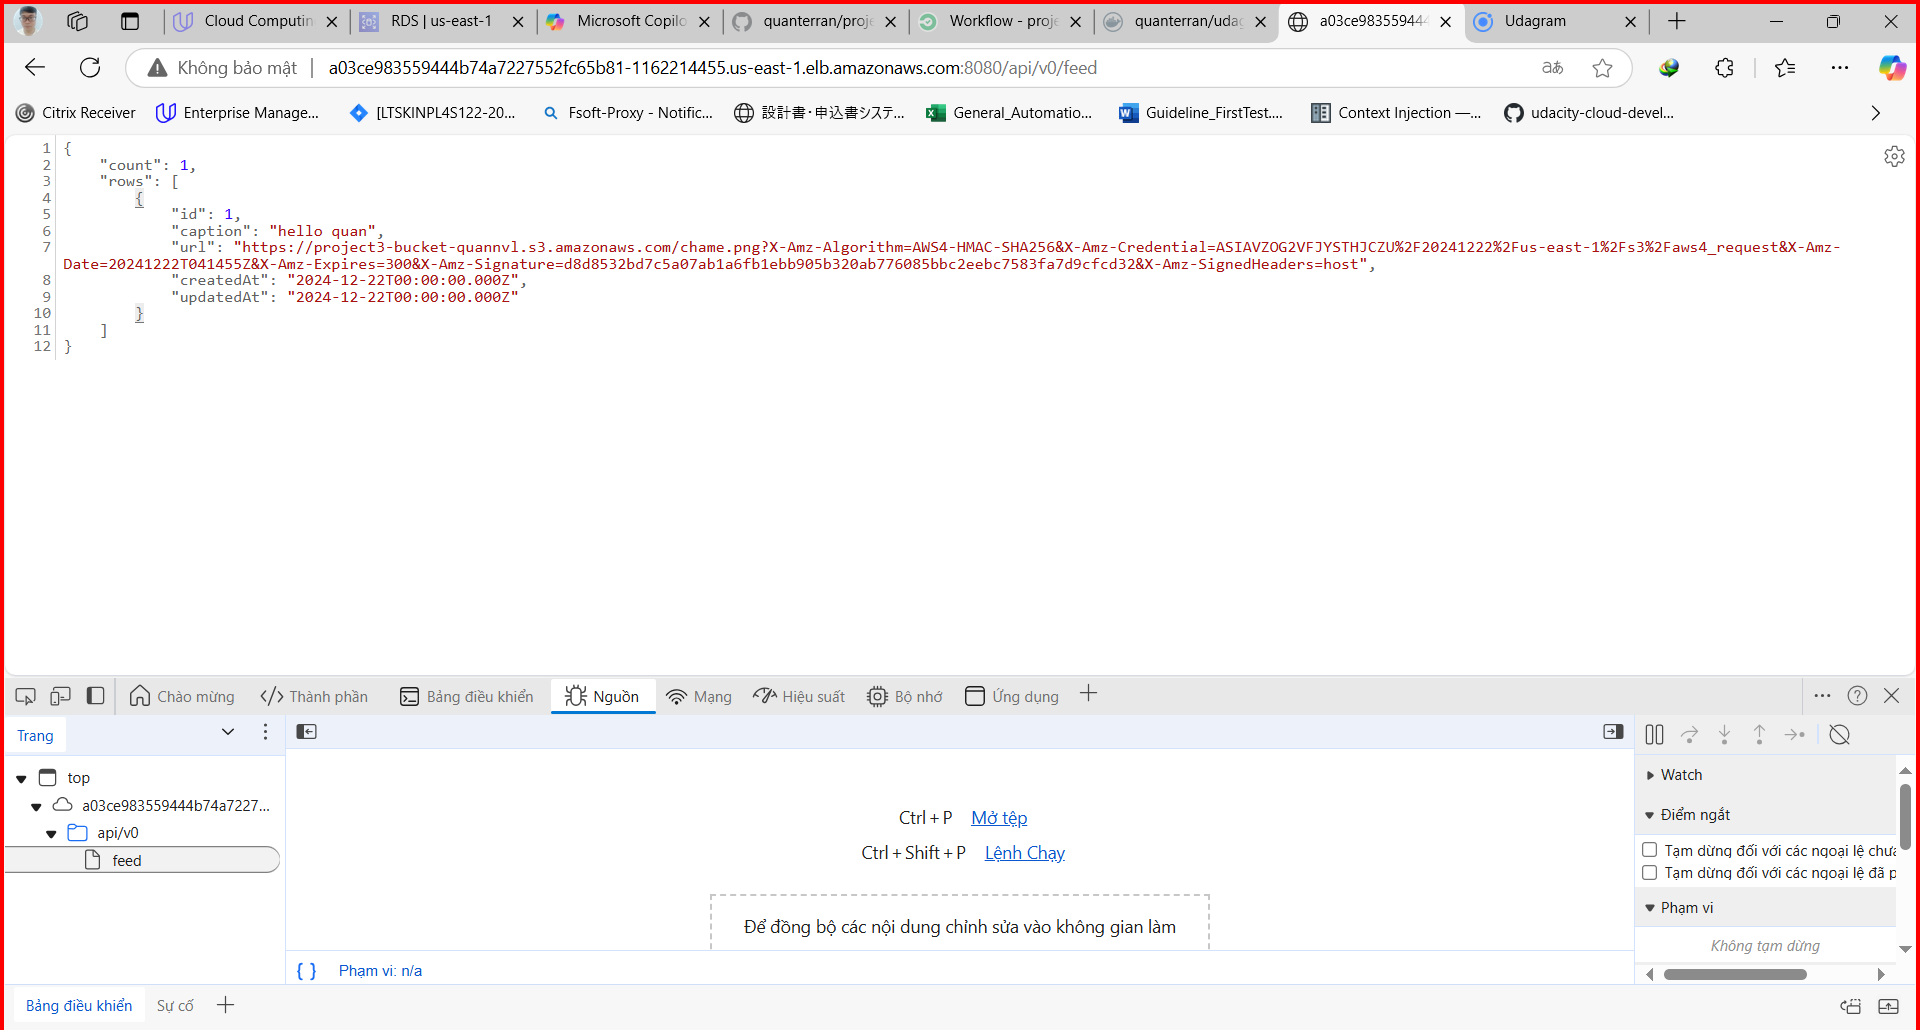 Cloud Computin
RDS | us-east-1
Microsoft Copilo
quanterran/proje
Workflow - proje
quanterran/udag
a03ce983559444
Udagram
Không bảo mật
a03ce983559444b74a7227552fc65b81-1162214455.us-east-1.elb.amazonaws.com:8080/api/v0/feed
aあ
Citrix Receiver
Enterprise Manage...
[LTSKINPL4S122-20...
Fsoft-Proxy - Notific...
設計書・申込書システ...
General_Automatio...
Guideline_FirstTest....
Context Injection —...
udacity-cloud-devel...
1 {
2 "count": 1,
3 "rows": [
4 {
5 "id": 1,
6 "caption": "hello quan",
7 "url": "https://project3-bucket-quannvl.s3.amazonaws.com/chame.png?X-Amz-Algorithm=AWS4-HMAC-SHA256&X-Amz-Credential=ASIAVZOG2VFJYSTHJCZU%2F20241222%2Fus-east-1%2Fs3%2Faws4_request&X-Amz-
Date=20241222T041455Z&X-Amz-Expires=300&X-Amz-Signature=d8d8532bd7c5a07ab1a6fb1ebb905b320ab776085bbc2eebc7583fa7d9cfcd32&X-Amz-SignedHeaders=host",
8 "createdAt": "2024-12-22T00:00:00.000Z",
9 "updatedAt": "2024-12-22T00:00:00.000Z"
10 }
11 ]
12 }
Chào mừng
Thành phần
Bảng điều khiển
Nguồn
Mạng
Hiệu suất
Bộ nhớ
Ứng dụng
Trang
top
a03ce983559444b74a7227...
api/v0
feed
Ctrl + P Mở tệp
Ctrl + Shift + P Lệnh Chạy
Để đồng bộ các nội dung chỉnh sửa vào không gian làm
{ } Phạm vi: n/a
Watch
Điểm ngắt
Tạm dừng đối với các ngoại lệ chưa
Tạm dừng đối với các ngoại lệ đã p
Phạm vi
Không tạm dừng
Bảng điều khiển
Sự cố